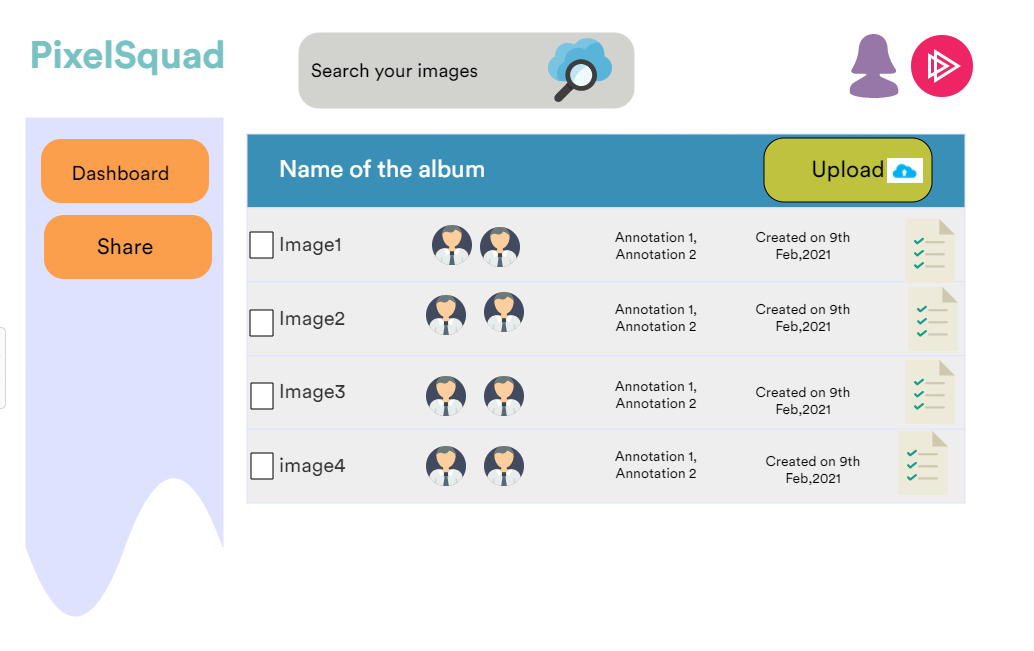 PixelSquad
Search your images
Dashboard
Share
Name of the album
Upload
Image1
Annotation 1,
Annotation 2
Created on 9th
Feb,2021
Image2
Annotation 1,
Annotation 2
Created on 9th
Feb,2021
Image3
Annotation 1,
Annotation 2
Created on 9th
Feb,2021
image4
Annotation 1,
Annotation 2
Created on 9th
Feb,2021